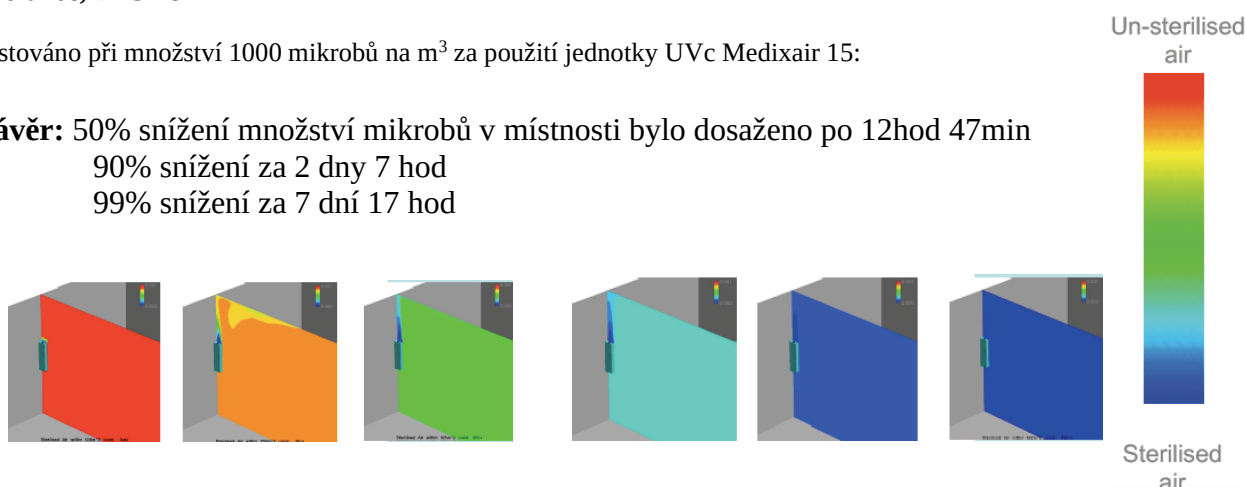 Un-sterilised
air
stováno při množství 1000 mikrobů na m³ za použití jednotky UVc Medixair 15:
ávěr: 50% snížení množství mikrobů v místnosti bylo dosaženo po 12hod 47min
90% snížení za 2 dny 7 hod
99% snížení za 7 dní 17 hod
Sterilised
air